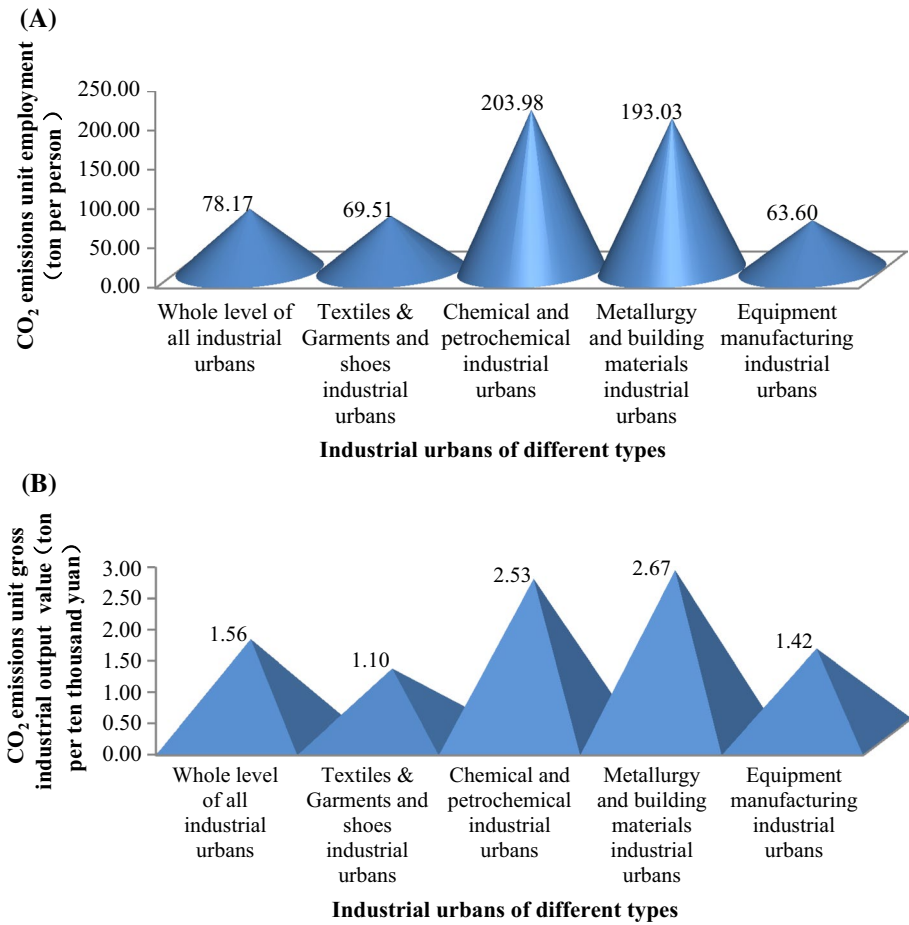 (A)
CO₂ emissions unit employment
(ton per person)
250.00
200.00
150.00
100.00
50.00
0.00
78.17
69.51
203.98
193.03
63.60
Whole level of
all industrial
urbans
Textiles &
Garments and
shoes
industrial
urbans
Chemical and
petrochemical
industrial
urbans
Metallurgy
and building
materials
industrial
urbans
Equipment
manufacturing
industrial
urbans
Industrial urbans of different types
(B)
CO₂ emissions unit gross
industrial output value (ton
per ten thousand yuan)
3.00
2.50
2.00
1.50
1.00
0.50
0.00
1.56
1.10
2.53
2.67
1.42
Whole level
of all
industrial
urbans
Textiles &
Garments and
shoes
industrial
urbans
Chemical and
petrochemical
industrial
urbans
Metallurgy
and building
materials
industrial
urbans
Equipment
manufacturing
industrial
urbans
Industrial urbans of different types